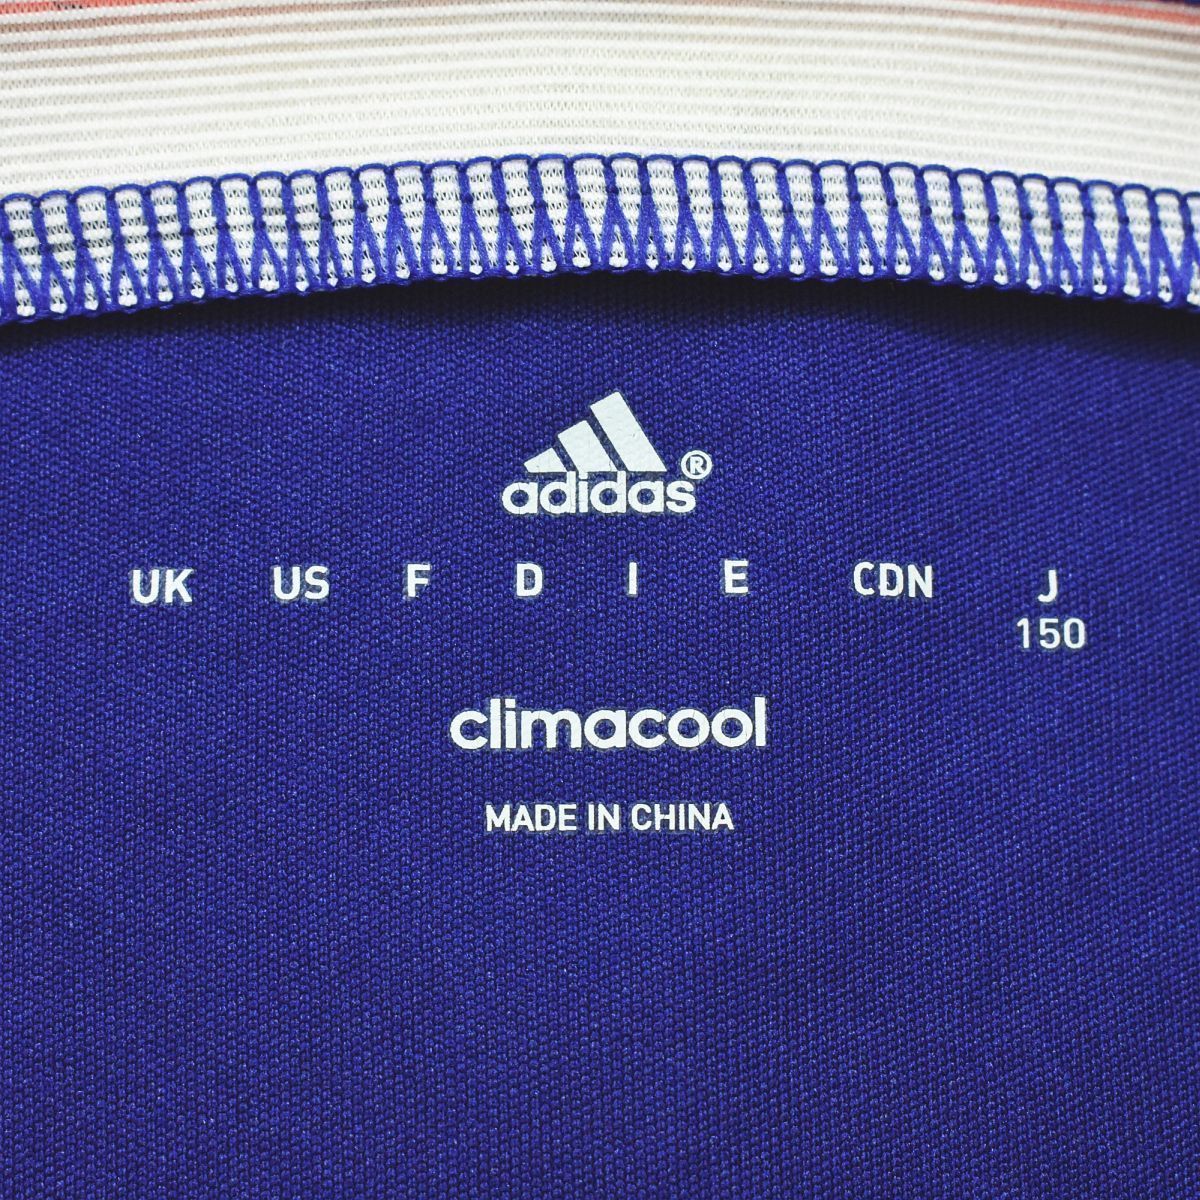 adidas®
UK US F D I E CDN J
150
climacool
MADE IN CHINA